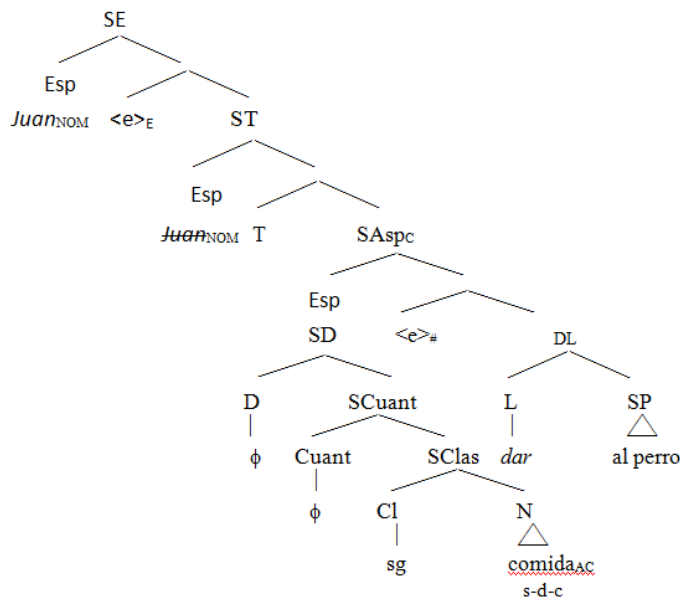 SE
Esp
JuanNOM <e>E ST
Esp
JuanNOM T SAspC
Esp
SD <e># DL
D SCuant L SP
ϕ Cuant SClas dar al perro
ϕ Cl N
sg comidaAC
s-d-c